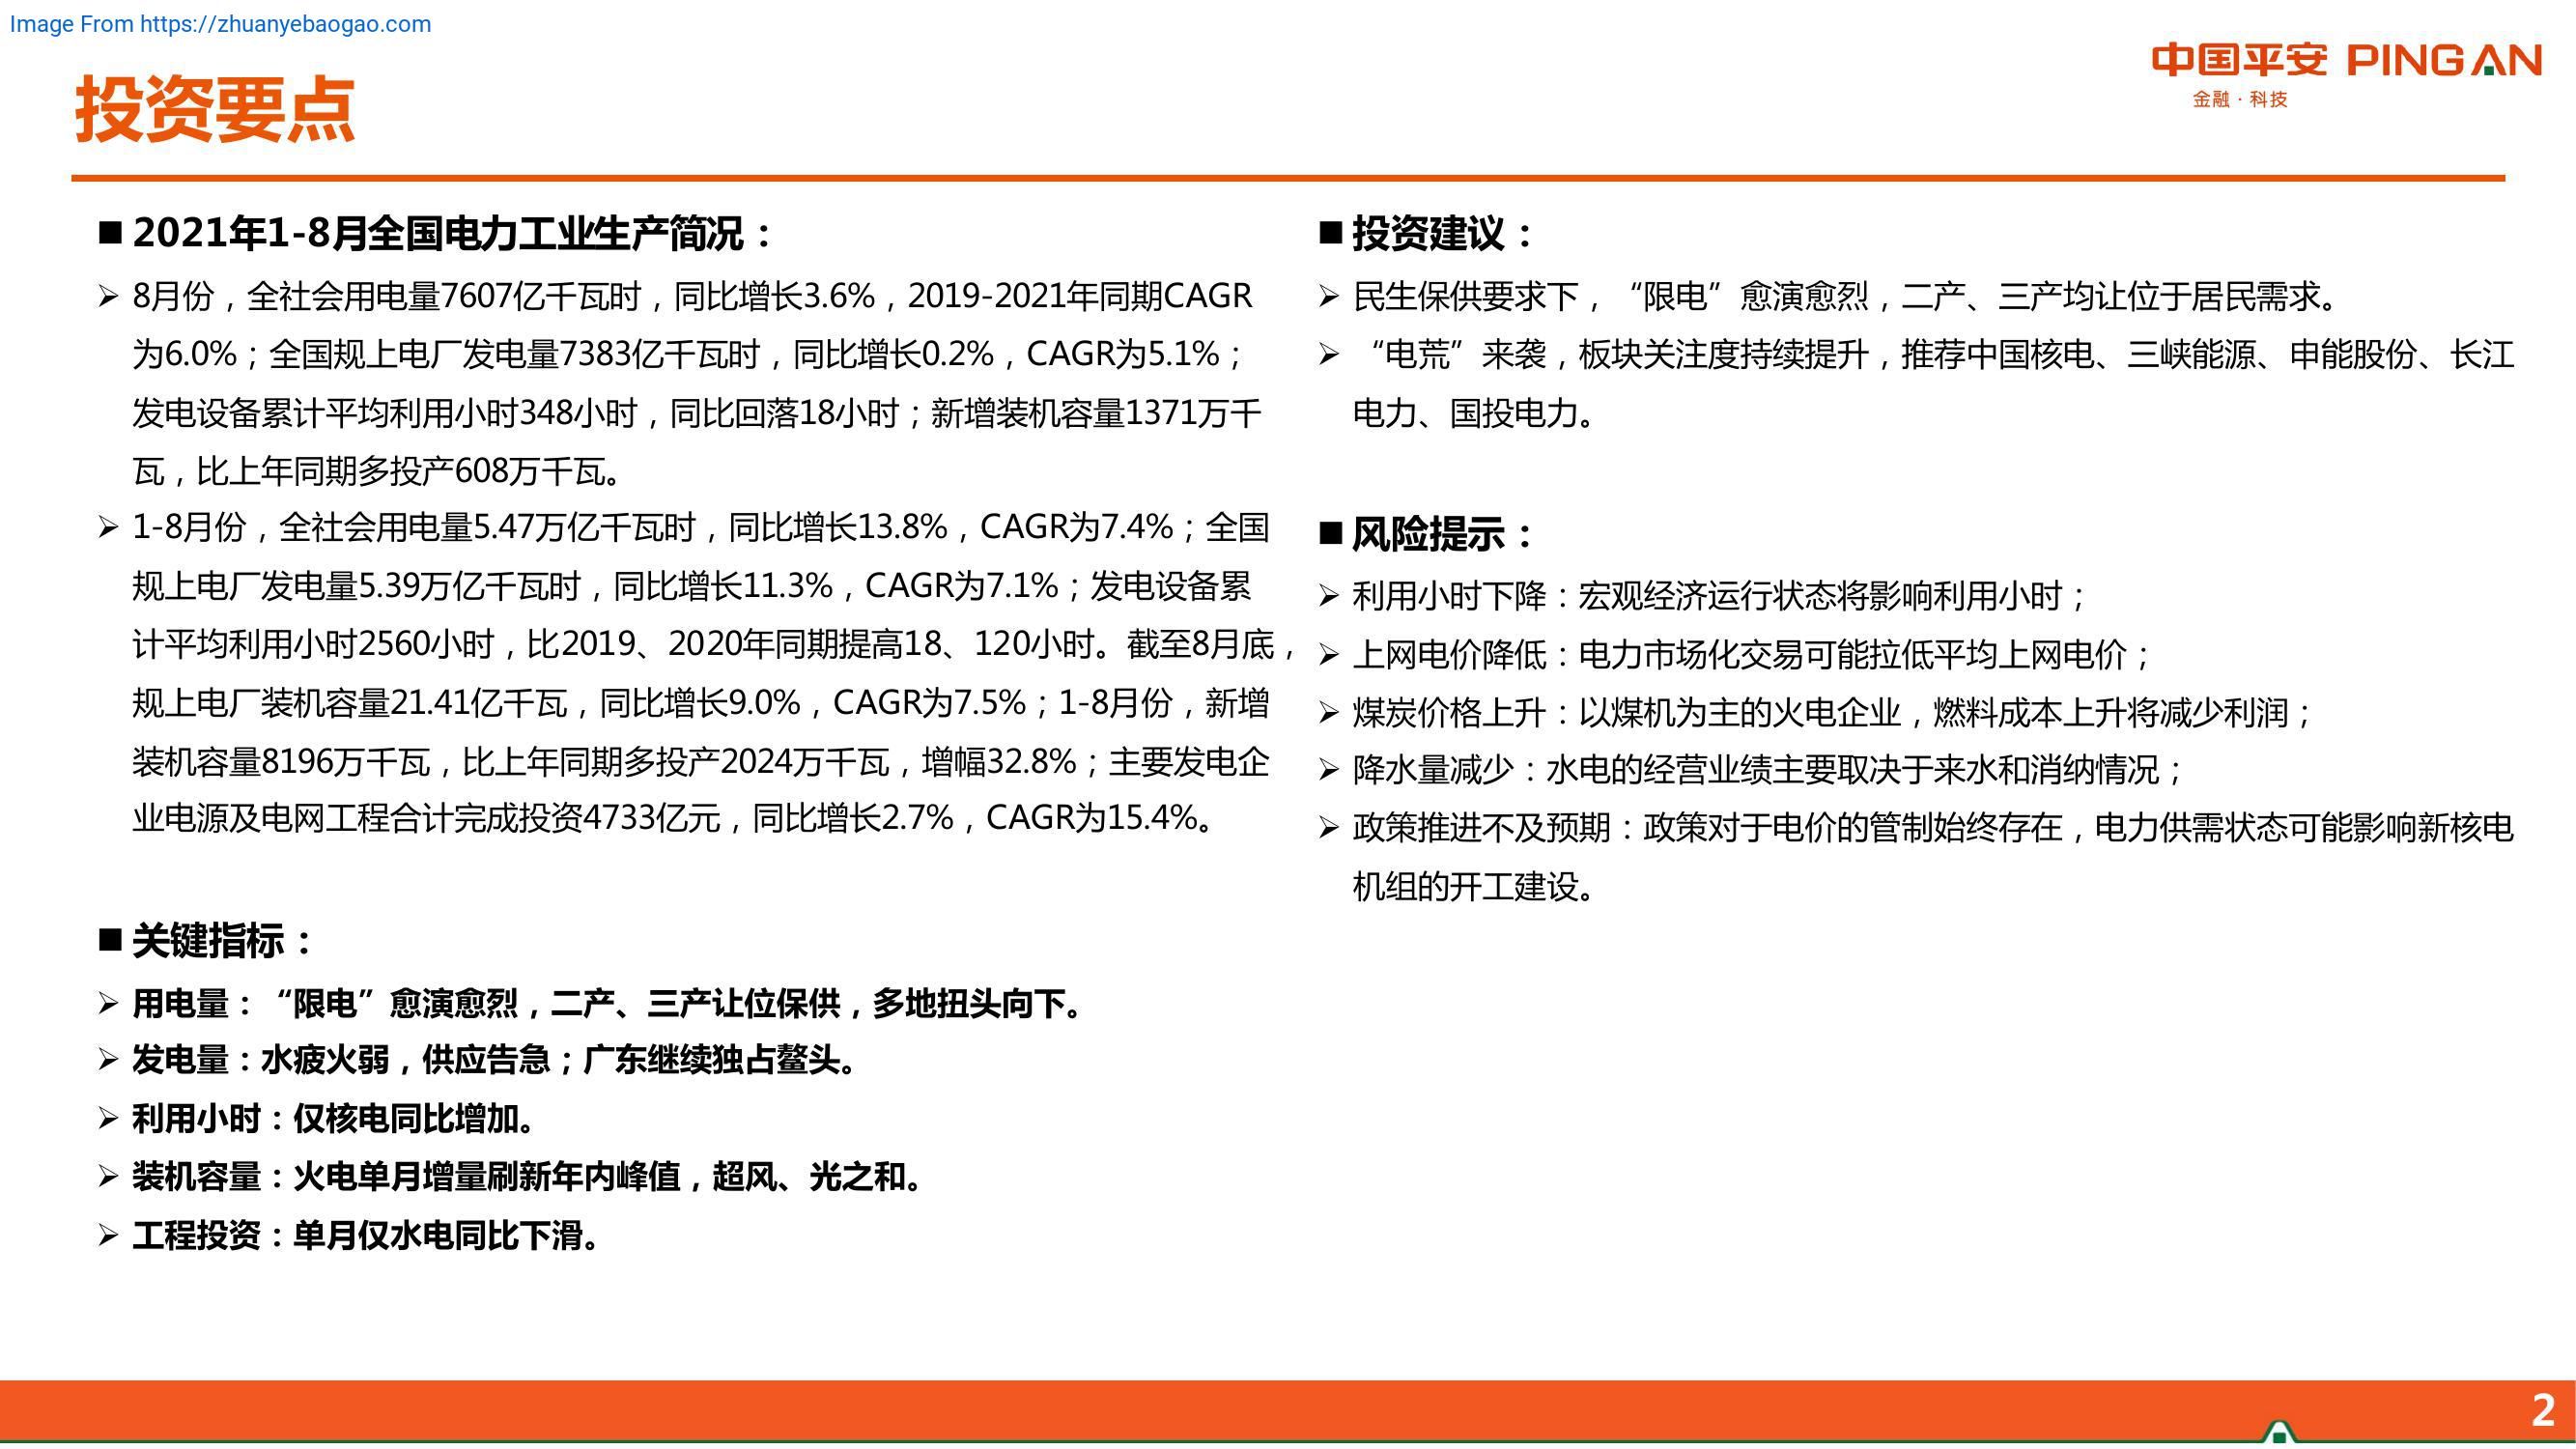 Image From https://zhuanyebaogao.com
中国平安 PINGAN
金融·科技
投资要点
■ 2021年1-8月全国电力工业生产简况：
➢ 8月份，全社会用电量7607亿千瓦时，同比增长3.6%，2019-2021年同期CAGR
为6.0%；全国规上电厂发电量7383亿千瓦时，同比增长0.2%，CAGR为5.1%；
发电设备累计平均利用小时348小时，同比回落18小时；新增装机容量1371万千
瓦，比上年同期多投产608万千瓦。
➢ 1-8月份，全社会用电量5.47万亿千瓦时，同比增长13.8%，CAGR为7.4%；全国
规上电厂发电量5.39万亿千瓦时，同比增长11.3%，CAGR为7.1%；发电设备累
计平均利用小时2560小时，比2019、2020年同期提高18、120小时。截至8月底，
规上电厂装机容量21.41亿千瓦，同比增长9.0%，CAGR为7.5%；1-8月份，新增
装机容量8196万千瓦，比上年同期多投产2024万千瓦，增幅32.8%；主要发电企
业电源及电网工程合计完成投资4733亿元，同比增长2.7%，CAGR为15.4%。
■ 关键指标：
➢ 用电量：“限电”愈演愈烈，二产、三产让位保供，多地扭头向下。
➢ 发电量：水疲火弱，供应告急；广东继续独占鳌头。
➢ 利用小时：仅核电同比增加。
➢ 装机容量：火电单月增量刷新年内峰值，超风、光之和。
➢ 工程投资：单月仅水电同比下滑。
■ 投资建议：
➢ 民生保供要求下，“限电”愈演愈烈，二产、三产均让位于居民需求。
➢ “电荒”来袭，板块关注度持续提升，推荐中国核电、三峡能源、申能股份、长江
电力、国投电力。
■ 风险提示：
➢ 利用小时下降：宏观经济运行状态将影响利用小时；
➢ 上网电价降低：电力市场化交易可能拉低平均上网电价；
➢ 煤炭价格上升：以煤机为主的火电企业，燃料成本上升将减少利润；
➢ 降水量减少：水电的经营业绩主要取决于来水和消纳情况；
➢ 政策推进不及预期：政策对于电价的管制始终存在，电力供需状态可能影响新核电
机组的开工建设。
2